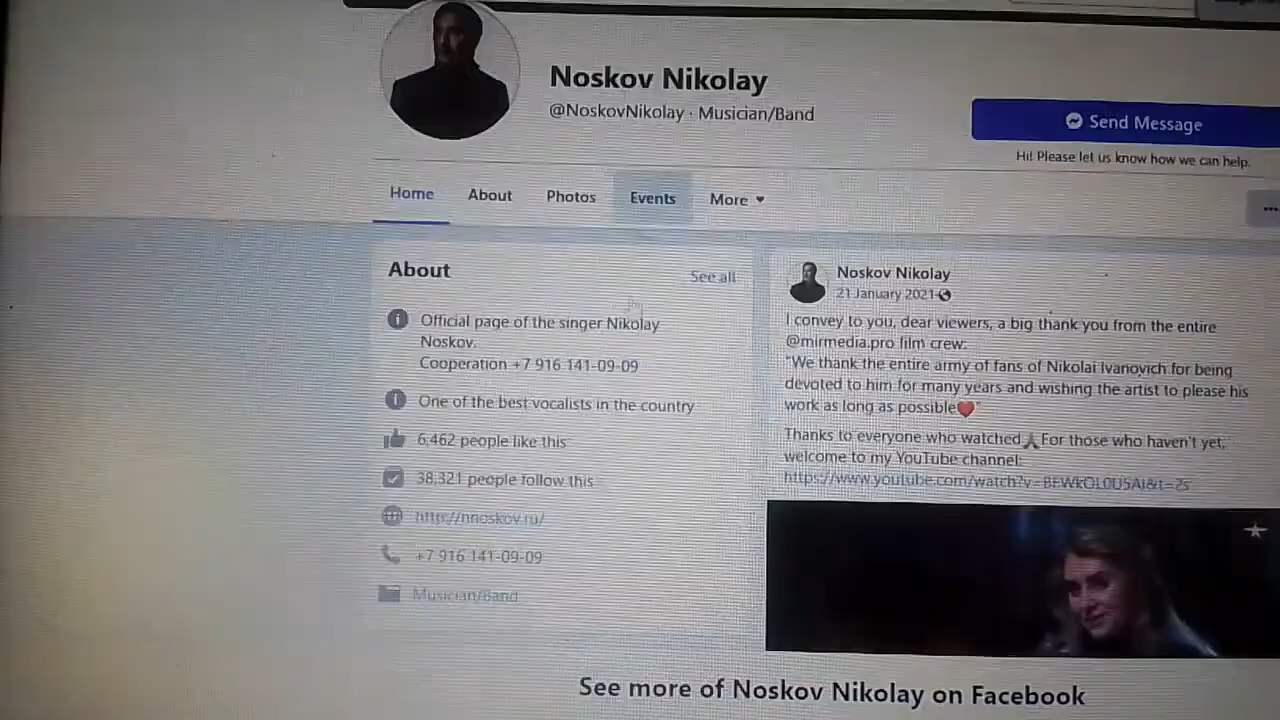 Noskov Nikolay
@NoskovNikolay · Musician/Band
Send Message
Hi! Please let us know how we can help.
Home
About
Photos
Events
More
...
About
See all
Official page of the singer Nikolay
Noskov.
Cooperation +7 916 141-09-09
One of the best vocalists in the country
6,462 people like this
38,321 people follow this
http://nnoskov.ru/
+7 916 141-09-09
Musician/Band
Noskov Nikolay
21 January 2021
I convey to you, dear viewers, a big thank you from the entire
@mirmedia.pro film crew:
"We thank the entire army of fans of Nikolai Ivanovich for being
devoted to him for many years and wishing the artist to please his
work as long as possible❤"
Thanks to everyone who watched🙏For those who haven't yet,
welcome to my YouTube channel:
See more of Noskov Nikolay on Facebook